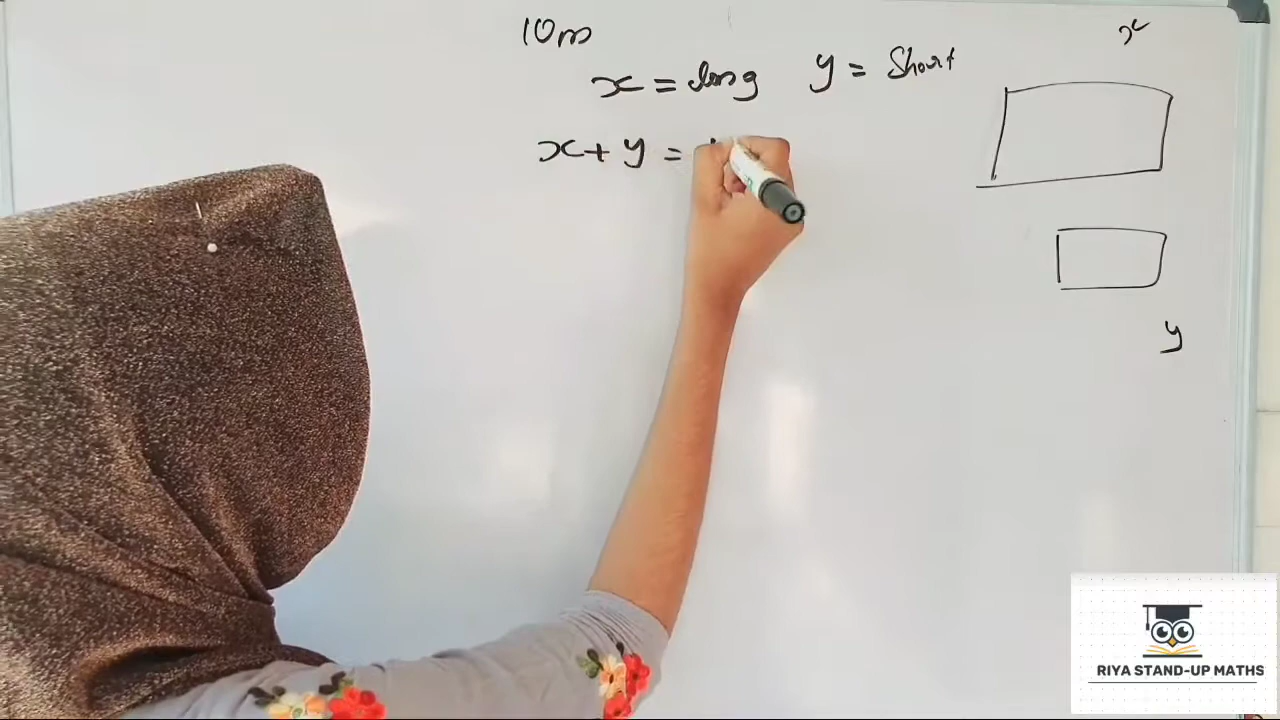 10m
x = long y = Short
x + y =
x
y
RIYA STAND-UP MATHS